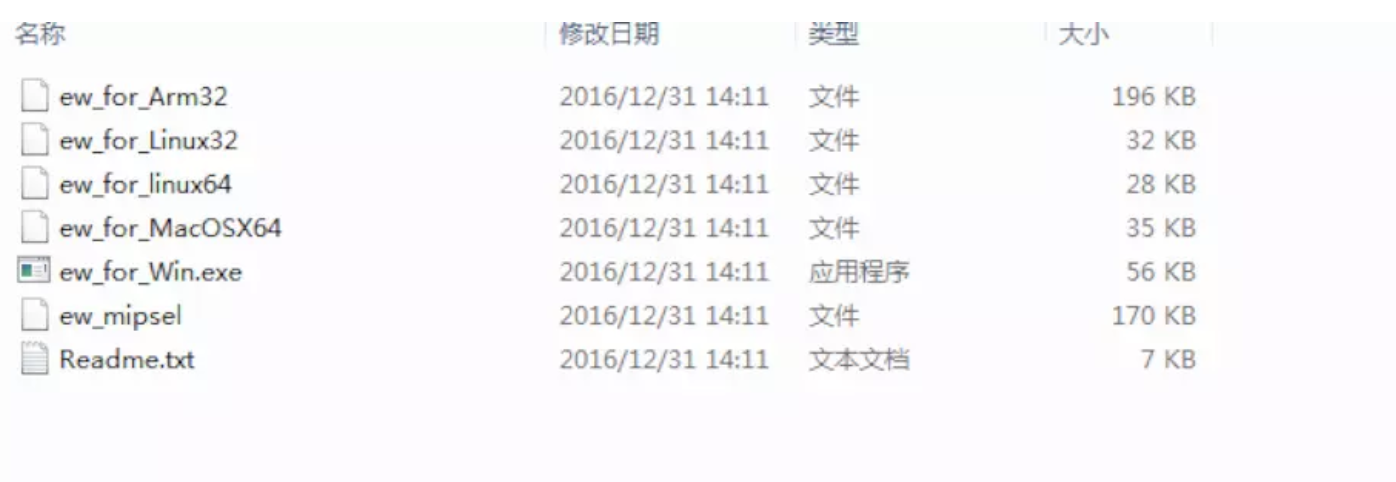 名称 修改日期 类型 大小
ew_for_Arm32 2016/12/31 14:11 文件 196 KB
ew_for_Linux32 2016/12/31 14:11 文件 32 KB
ew_for_linux64 2016/12/31 14:11 文件 28 KB
ew_for_MacOSX64 2016/12/31 14:11 文件 35 KB
ew_for_Win.exe 2016/12/31 14:11 应用程序 56 KB
ew_mipsel 2016/12/31 14:11 文件 170 KB
Readme.txt 2016/12/31 14:11 文本文档 7 KB